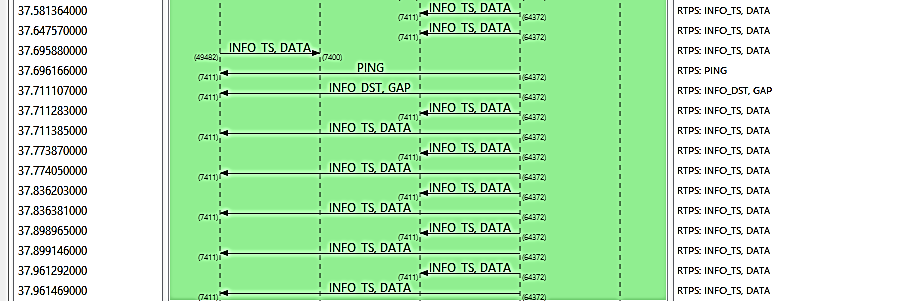 37.581364000 INFO_TS, DATA (7411) (64372) RTPS: INFO_TS, DATA
37.647570000 INFO_TS, DATA (7411) (64372) RTPS: INFO_TS, DATA
37.695880000 INFO_TS, DATA (49482) (7400) RTPS: INFO_TS, DATA
37.696166000 PING (7411) (64372) RTPS: PING
37.711107000 INFO_DST, GAP (7411) (64372) RTPS: INFO_DST, GAP
37.711283000 INFO_TS, DATA (7411) (64372) RTPS: INFO_TS, DATA
37.711385000 INFO_TS, DATA (7411) (64372) RTPS: INFO_TS, DATA
37.773870000 INFO_TS, DATA (7411) (64372) RTPS: INFO_TS, DATA
37.774050000 INFO_TS, DATA (7411) (64372) RTPS: INFO_TS, DATA
37.836203000 INFO_TS, DATA (7411) (64372) RTPS: INFO_TS, DATA
37.836381000 INFO_TS, DATA (7411) (64372) RTPS: INFO_TS, DATA
37.898965000 INFO_TS, DATA (7411) (64372) RTPS: INFO_TS, DATA
37.899146000 INFO_TS, DATA (7411) (64372) RTPS: INFO_TS, DATA
37.961292000 INFO_TS, DATA (7411) (64372) RTPS: INFO_TS, DATA
37.961469000 INFO_TS, DATA (7411) (64372) RTPS: INFO_TS, DATA